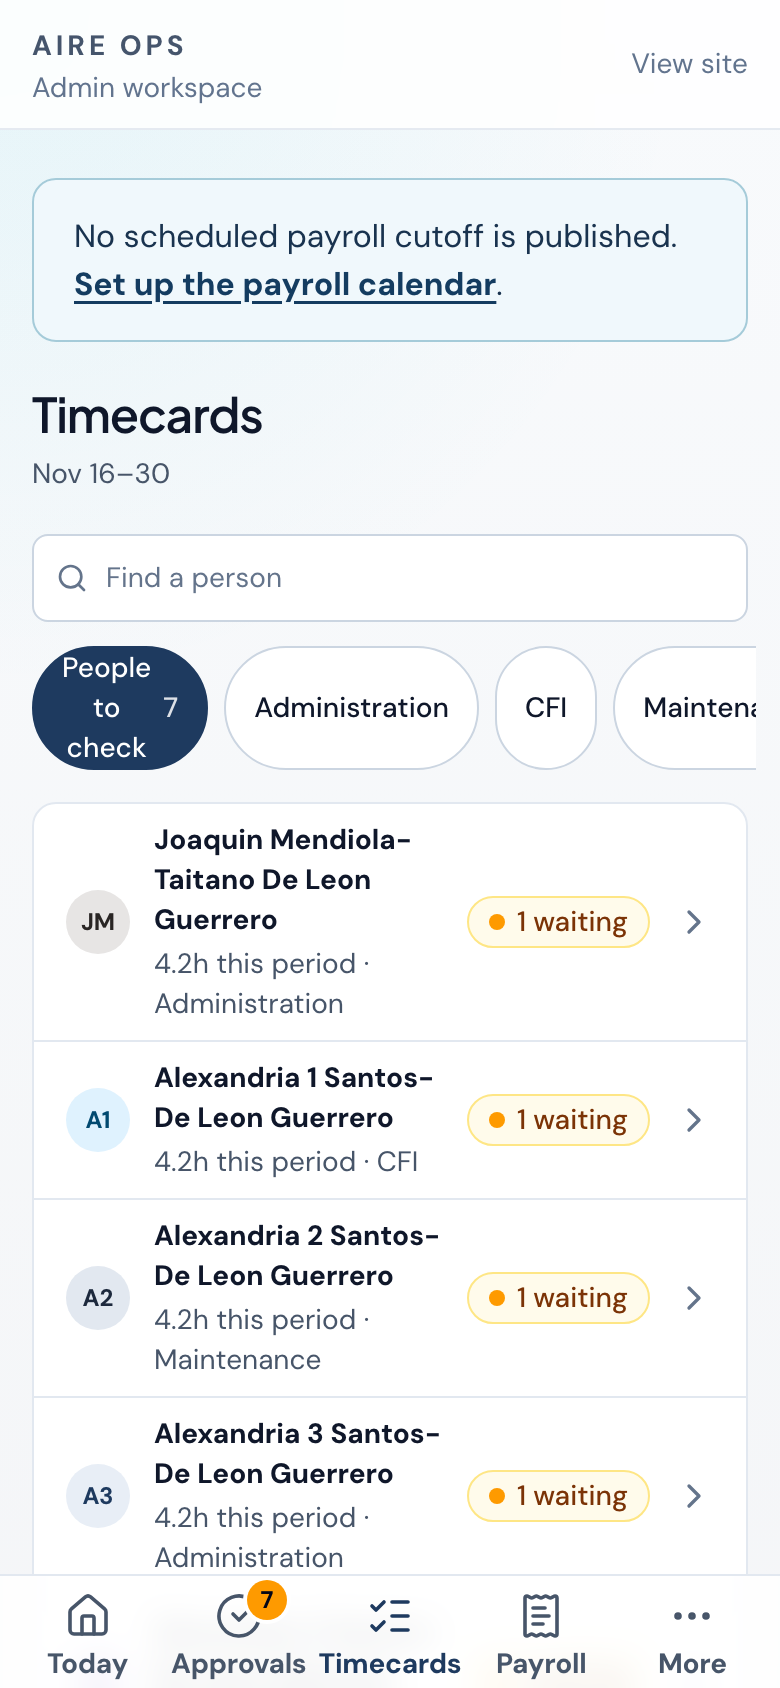 AIRE OPS
Admin workspace
View site
No scheduled payroll cutoff is published.
Set up the payroll calendar.
Timecards
Nov 16–30
Find a person
People
to
check
7
Administration
CFI
Maintena
Joaquin Mendiola-
Taitano De Leon
Guerrero
4.2h this period ·
Administration
JM
1 waiting
Alexandria 1 Santos-
De Leon Guerrero
4.2h this period · CFI
A1
1 waiting
Alexandria 2 Santos-
De Leon Guerrero
4.2h this period ·
Maintenance
A2
1 waiting
Alexandria 3 Santos-
De Leon Guerrero
4.2h this period ·
Administration
A3
1 waiting
7
Today
Approvals
Timecards
Payroll
More